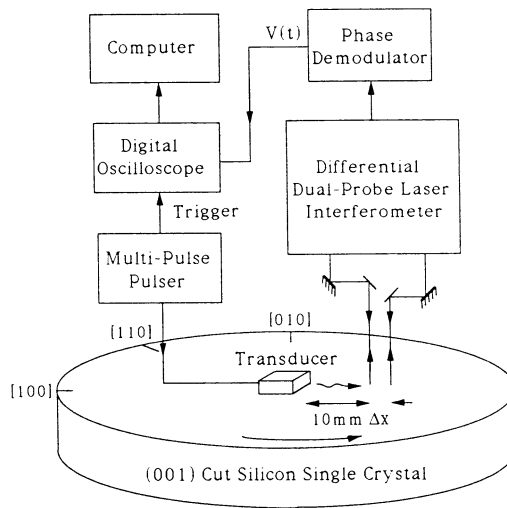 Computer
V(t)
Phase
Demodulator
Digital
Oscilloscope
Differential
Dual-Probe Laser
Interferometer
Trigger
Multi-Pulse
Pulser
[110]
[010]
Transducer
[100]
10mm Δx
(001) Cut Silicon Single Crystal